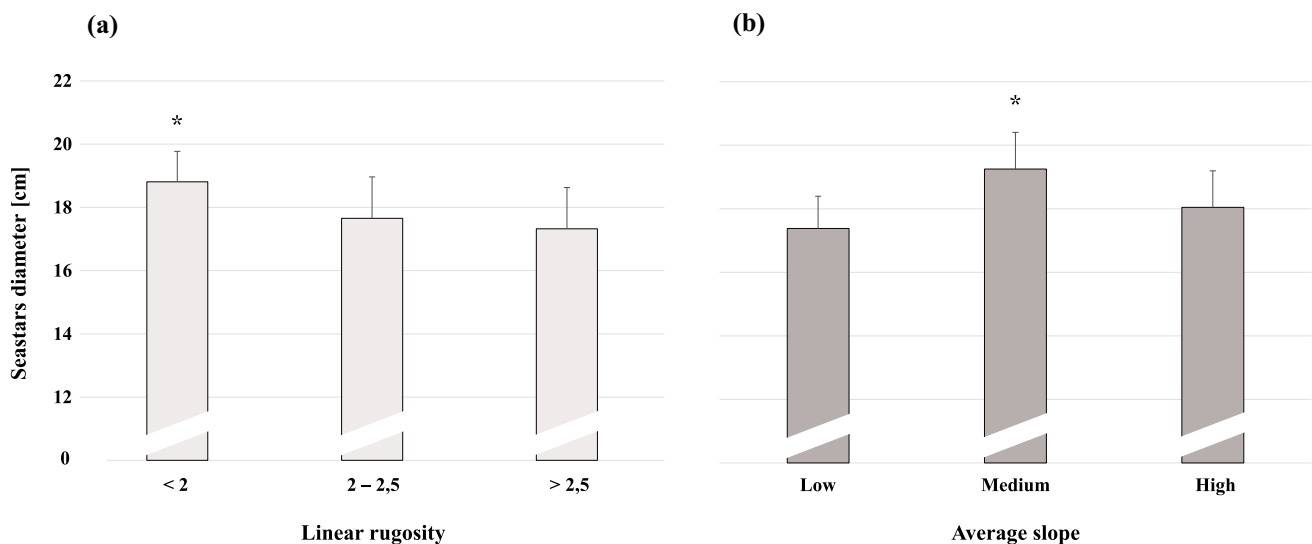 (a)
(b)
22
20
18
16
14
12
0
Seastars diameter [cm]
*
*
< 2
2 – 2,5
> 2,5
Low
Medium
High
Linear rugosity
Average slope